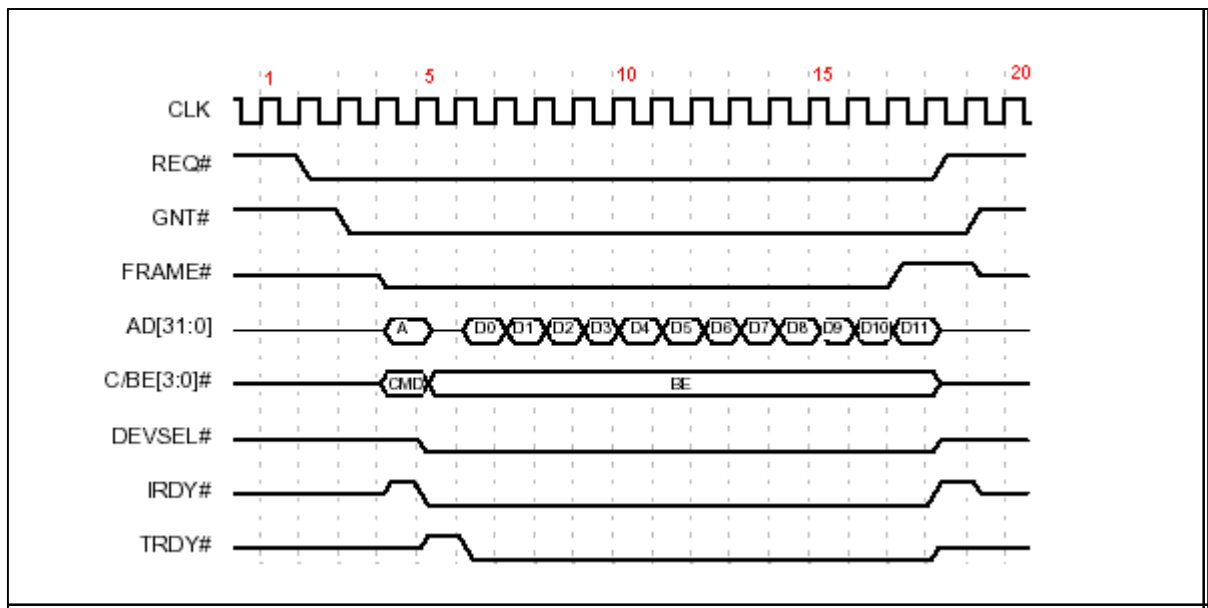 1 5 10 15 20
CLK
REQ#
GNT#
FRAME#
AD[31:0] A D0 D1 D2 D3 D4 D5 D6 D7 D8 D9 D10 D11
C/BE[3:0]# CMD BE
DEVSEL#
IRDY#
TRDY#